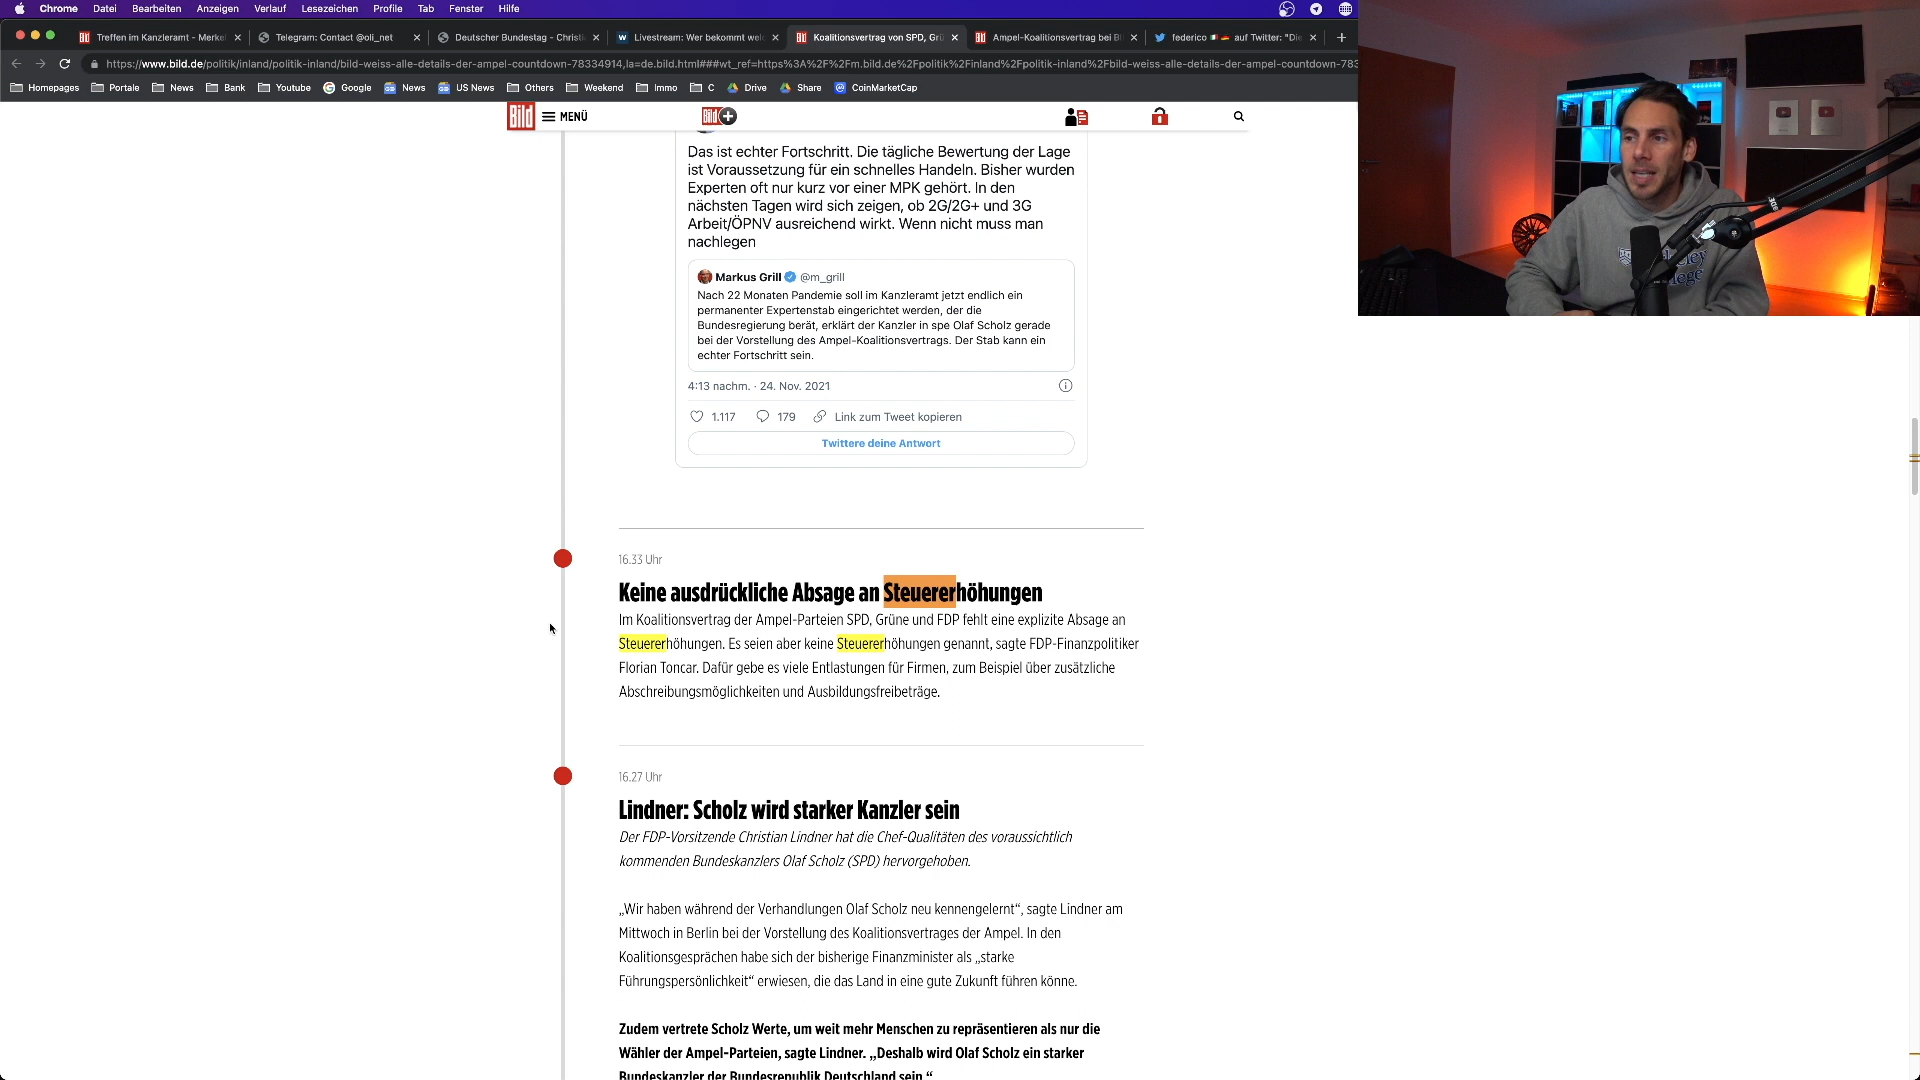 Chrome Datei Bearbeiten Anzeigen Verlauf Lesezeichen Profile Tab Fenster Hilfe
Treffen im Kanzleramt - Merke
Telegram: Contact @oli_net
Deutscher Bundestag - Christi
Livestream: Wer bekommt wel
Koalitionsvertrag von SPD, Grü
Ampel-Koalitionsvertrag bei B
federico auf Twitter: "Die
https://www.bild.de/politik/inland/politik-inland/bild-weiss-alle-details-der-ampel-countdown-78334914,la=de.bild.html###wt_ref=https%3A%2F%2Fm.bild.de%2Fpolitik%2Finland%2Fpolitik-inland%2Fbild-weiss-alle-details-der-ampel-countdown-783
Homepages Portale News Bank Youtube Google News US News Others Weekend Immo C Drive Share CoinMarketCap
Bild MENÜ Bild+
Das ist echter Fortschritt. Die tägliche Bewertung der Lage
ist Voraussetzung für ein schnelles Handeln. Bisher wurden
Experten oft nur kurz vor einer MPK gehört. In den
nächsten Tagen wird sich zeigen, ob 2G/2G+ und 3G
Arbeit/ÖPNV ausreichend wirkt. Wenn nicht muss man
nachlegen
Markus Grill @m_grill
Nach 22 Monaten Pandemie soll im Kanzleramt jetzt endlich ein
permanenter Expertenstab eingerichtet werden, der die
Bundesregierung berät, erklärt der Kanzler in spe Olaf Scholz gerade
bei der Vorstellung des Ampel-Koalitionsvertrags. Der Stab kann ein
echter Fortschritt sein.
4:13 nachm. · 24. Nov. 2021
1.117 179 Link zum Tweet kopieren
Twittere deine Antwort
16.33 Uhr
Keine ausdrückliche Absage an Steuererhöhungen
Im Koalitionsvertrag der Ampel-Parteien SPD, Grüne und FDP fehlt eine explizite Absage an
Steuererhöhungen. Es seien aber keine Steuererhöhungen genannt, sagte FDP-Finanzpolitiker
Florian Toncar. Dafür gebe es viele Entlastungen für Firmen, zum Beispiel über zusätzliche
Abschreibungsmöglichkeiten und Ausbildungsfreibeträge.
16.27 Uhr
Lindner: Scholz wird starker Kanzler sein
Der FDP-Vorsitzende Christian Lindner hat die Chef-Qualitäten des voraussichtlich
kommenden Bundeskanzlers Olaf Scholz (SPD) hervorgehoben.
„Wir haben während der Verhandlungen Olaf Scholz neu kennengelernt“, sagte Lindner am
Mittwoch in Berlin bei der Vorstellung des Koalitionsvertrages der Ampel. In den
Koalitionsgesprächen habe sich der bisherige Finanzminister als „starke
Führungspersönlichkeit“ erwiesen, die das Land in eine gute Zukunft führen könne.
Zudem vertrete Scholz Werte, um weit mehr Menschen zu repräsentieren als nur die
Wähler der Ampel-Parteien, sagte Lindner. „Deshalb wird Olaf Scholz ein starker
Bundeskanzler der Bundesrepublik Deutschland sein.“